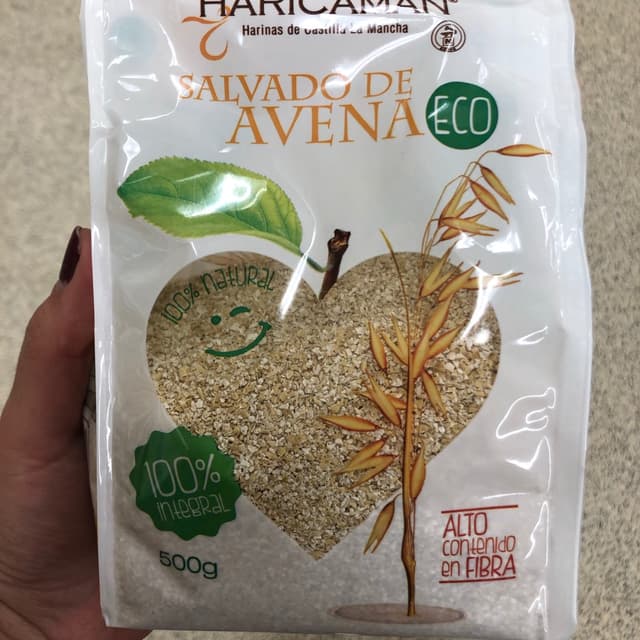 HARICAMAN®
Harinas de Castilla La Mancha
SALVADO DE
AVENA
ECO
100% natural
100%
integral
500g
ALTO
contenido
en FIBRA